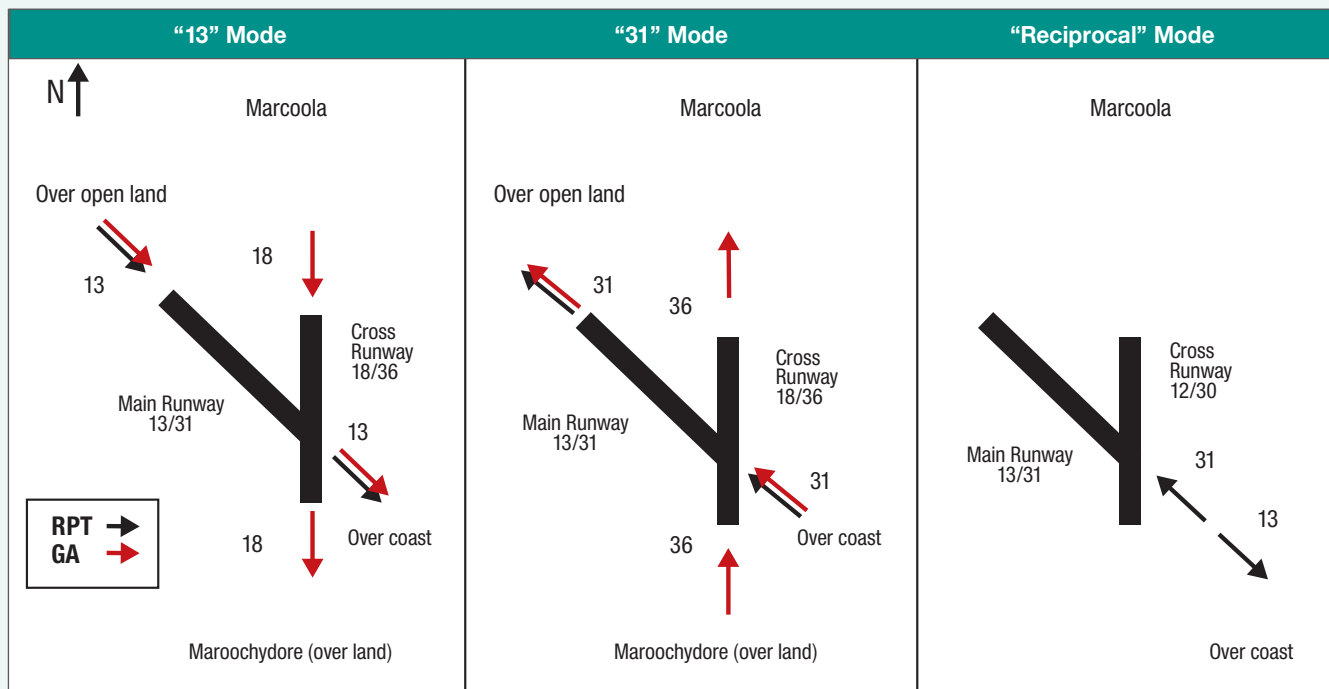 “13” Mode
“31” Mode
“Reciprocal” Mode
N
Marcoola
Over open land
13
18
Cross
Runway
18/36
Main Runway
13/31
13
RPT
GA
18
Over coast
Maroochydore (over land)
Marcoola
Over open land
31
36
Cross
Runway
18/36
Main Runway
13/31
31
36
Over coast
Maroochydore (over land)
Marcoola
Cross
Runway
12/30
Main Runway
13/31
31
13
Over coast